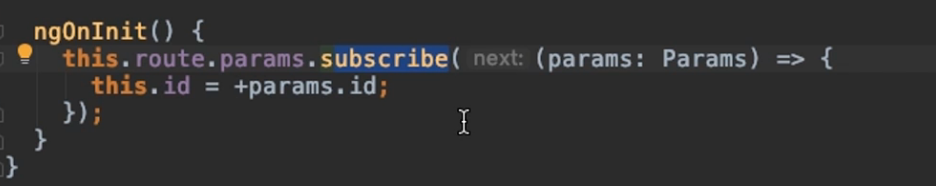 ngOnInit() {
this.route.params.subscribe( next: (params: Params) => {
this.id = +params.id;
});
}
}